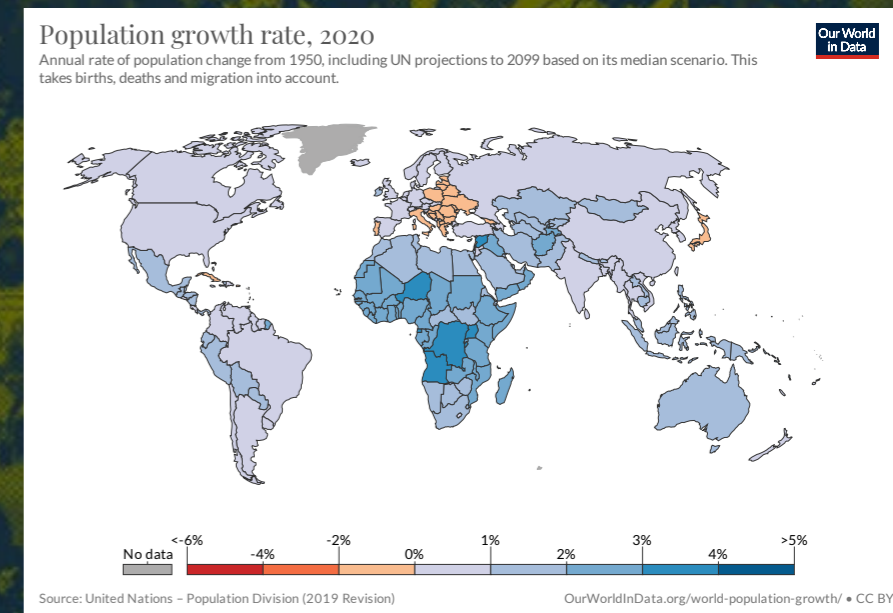 Population growth rate, 2020
Our World
in Data
Annual rate of population change from 1950, including UN projections to 2099 based on its median scenario. This
takes births, deaths and migration into account.
No data
<-6%
-4%
-2%
0%
1%
2%
3%
4%
>5%
Source: United Nations – Population Division (2019 Revision)
OurWorldInData.org/world-population-growth/ • CC BY